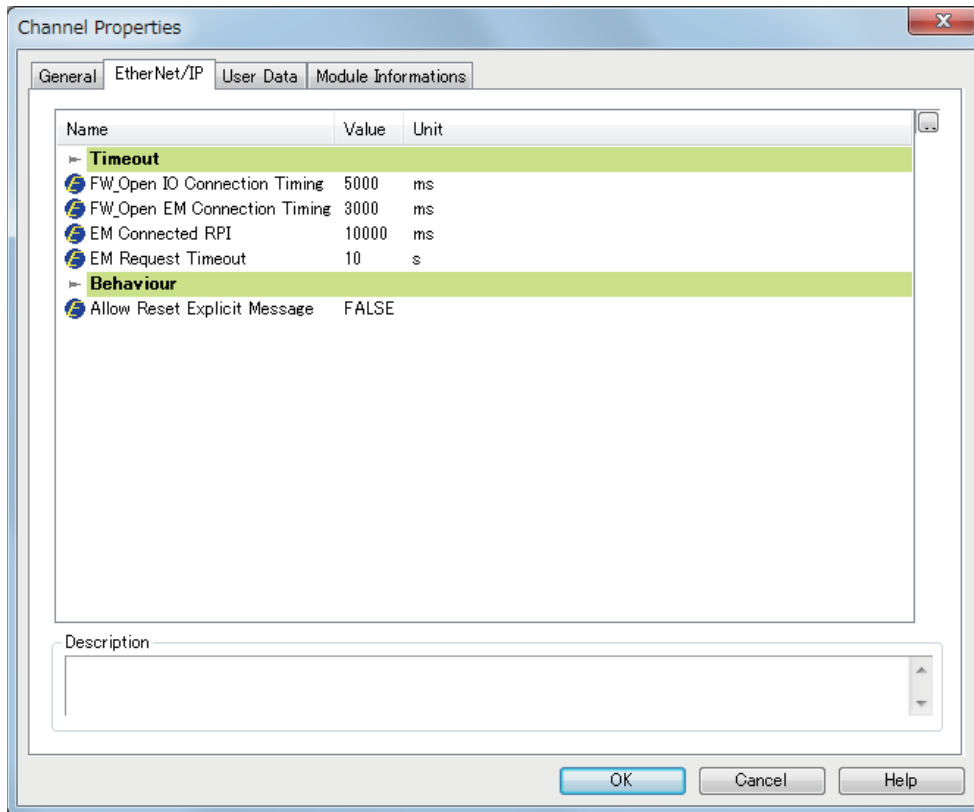 Channel Properties
General EtherNet/IP User Data Module Informations
Name Value Unit
Timeout
FW_Open IO Connection Timing 5000 ms
FW_Open EM Connection Timing 3000 ms
EM Connected RPI 10000 ms
EM Request Timeout 10 s
Behaviour
Allow Reset Explicit Message FALSE
Description
OK Cancel Help